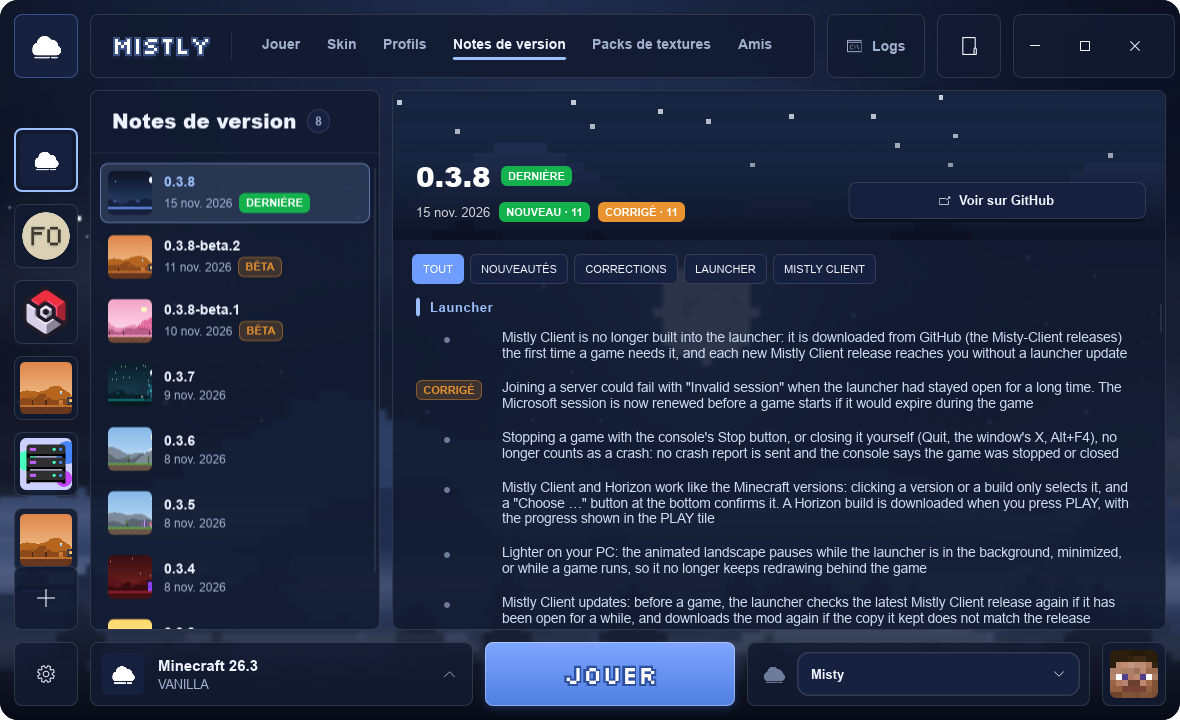 MISTLY
Jouer
Skin
Profils
Notes de version
Packs de textures
Amis
Logs
Notes de version
8
0.3.8
15 nov. 2026
DERNIÈRE
0.3.8-beta.2
11 nov. 2026
BÊTA
0.3.8-beta.1
10 nov. 2026
BÊTA
0.3.7
9 nov. 2026
0.3.6
8 nov. 2026
0.3.5
8 nov. 2026
0.3.4
8 nov. 2026
FO
0.3.8
DERNIÈRE
15 nov. 2026
NOUVEAU · 11
CORRIGÉ · 11
Voir sur GitHub
TOUT
NOUVEAUTÉS
CORRECTIONS
LAUNCHER
MISTLY CLIENT
Launcher
Mistly Client is no longer built into the launcher: it is downloaded from GitHub (the Misty-Client releases)
the first time a game needs it, and each new Mistly Client release reaches you without a launcher update
CORRIGÉ
Joining a server could fail with "Invalid session" when the launcher had stayed open for a long time. The
Microsoft session is now renewed before a game starts if it would expire during the game
Stopping a game with the console's Stop button, or closing it yourself (Quit, the window's X, Alt+F4), no
longer counts as a crash: no crash report is sent and the console says the game was stopped or closed
Mistly Client and Horizon work like the Minecraft versions: clicking a version or a build only selects it, and
a "Choose …" button at the bottom confirms it. A Horizon build is downloaded when you press PLAY, with
the progress shown in the PLAY tile
Lighter on your PC: the animated landscape pauses while the launcher is in the background, minimized,
or while a game runs, so it no longer keeps redrawing behind the game
Mistly Client updates: before a game, the launcher checks the latest Mistly Client release again if it has
been open for a while, and downloads the mod again if the copy it kept does not match the release
Minecraft 26.3
VANILLA
JOUER
Misty